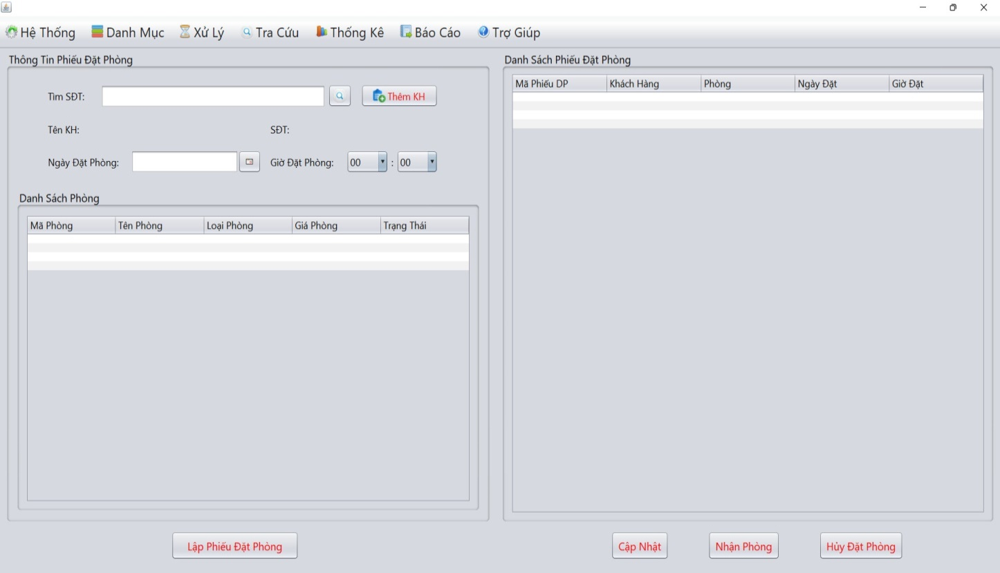 Hệ Thống Danh Mục Xử Lý Tra Cứu Thống Kê Báo Cáo Trợ Giúp
Thông Tin Phiếu Đặt Phòng
Tìm SĐT: Thêm KH
Tên KH: SĐT:
Ngày Đặt Phòng: Giờ Đặt Phòng: 00 : 00
Danh Sách Phòng
Mã Phòng Tên Phòng Loại Phòng Giá Phòng Trạng Thái
Lập Phiếu Đặt Phòng
Danh Sách Phiếu Đặt Phòng
Mã Phiếu DP Khách Hàng Phòng Ngày Đặt Giờ Đặt
Cập Nhật Nhận Phòng Hủy Đặt Phòng